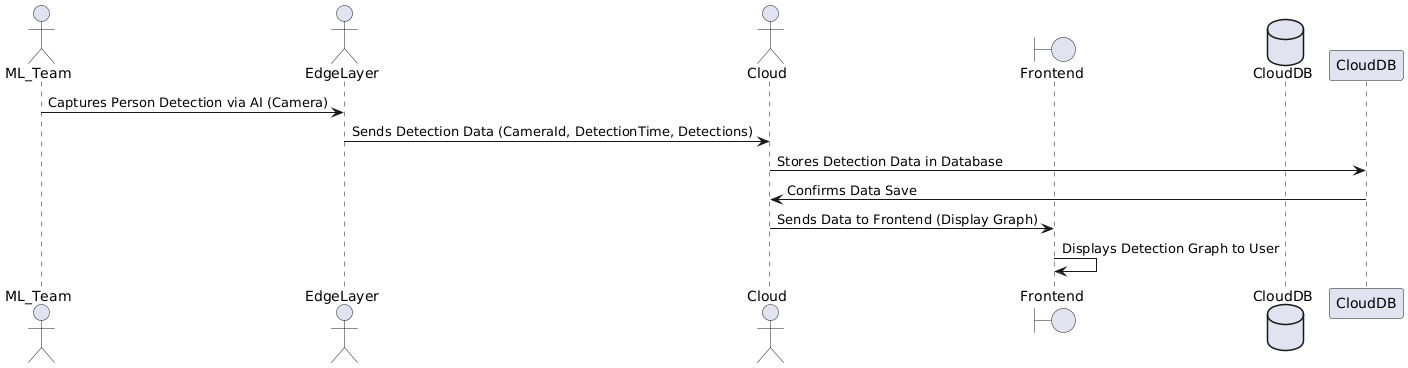 ML_Team
EdgeLayer
Cloud
Frontend
CloudDB
CloudDB
Captures Person Detection via AI (Camera)
Sends Detection Data (CameraId, DetectionTime, Detections)
Stores Detection Data in Database
Confirms Data Save
Sends Data to Frontend (Display Graph)
Displays Detection Graph to User
ML_Team
EdgeLayer
Cloud
Frontend
CloudDB
CloudDB